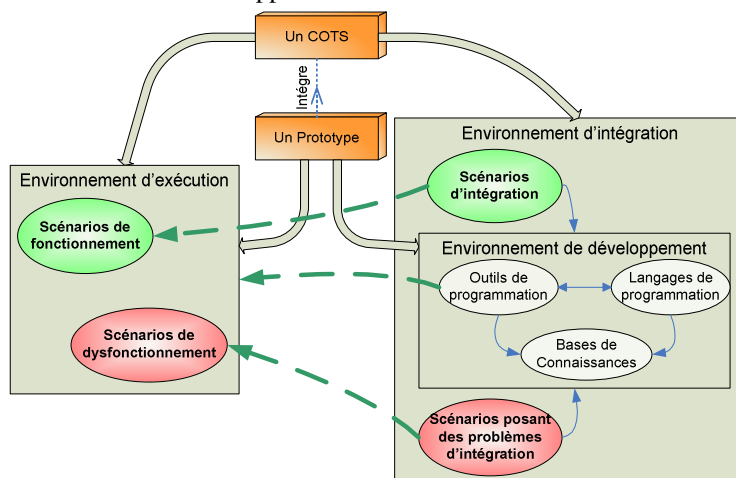 Un COTS
Intégre
Un Prototype
Environnement d'intégration
Environnement d'exécution
Scénarios
d'intégration
Scénarios de
fonctionnement
Environnement de développement
Outils de
programmation
Langages de
programmation
Scénarios de
dysfonctionnement
Bases de
Connaissances
Scénarios posant
des problèmes
d'intégration